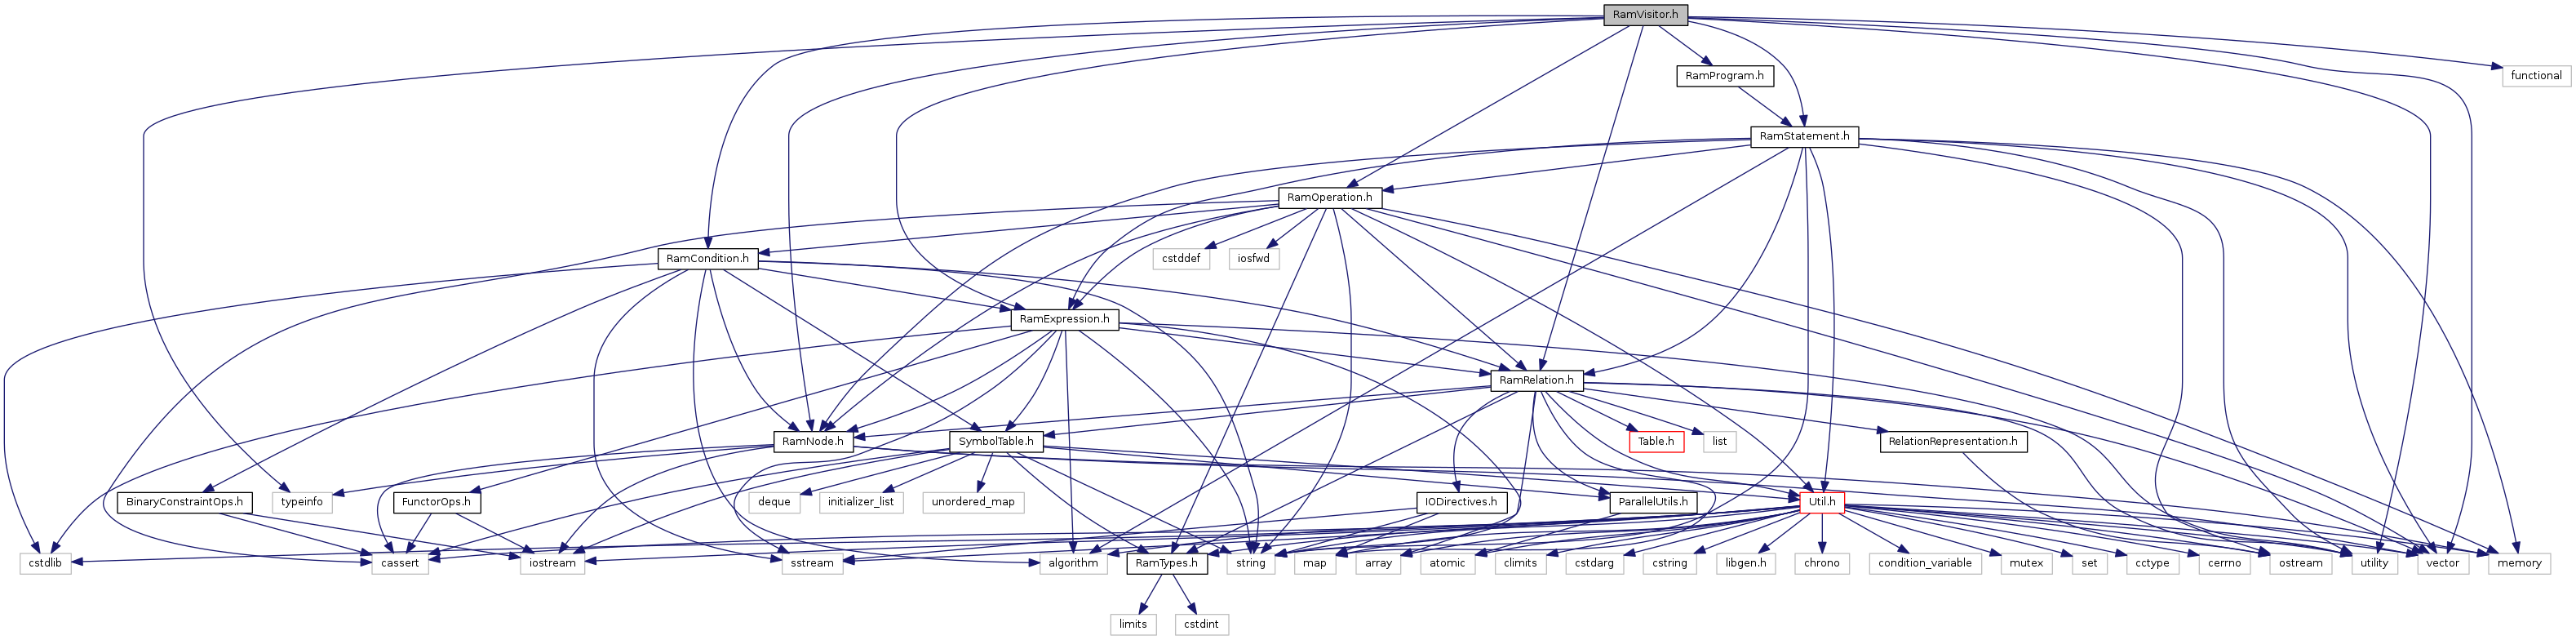 RamVisitor.h
RamProgram.h
functional
RamStatement.h
RamOperation.h
RamCondition.h
cstddef
iosfwd
RamExpression.h
RamRelation.h
RamNode.h
SymbolTable.h
Table.h
list
RelationRepresentation.h
BinaryConstraintOps.h
typeinfo
FunctorOps.h
deque
initializer_list
unordered_map
IODirectives.h
ParallelUtils.h
Util.h
cstdlib
cassert
iostream
sstream
algorithm
RamTypes.h
string
map
array
atomic
climits
cstdarg
cstring
libgen.h
chrono
condition_variable
mutex
set
cctype
cerrno
ostream
utility
vector
memory
limits
cstdint